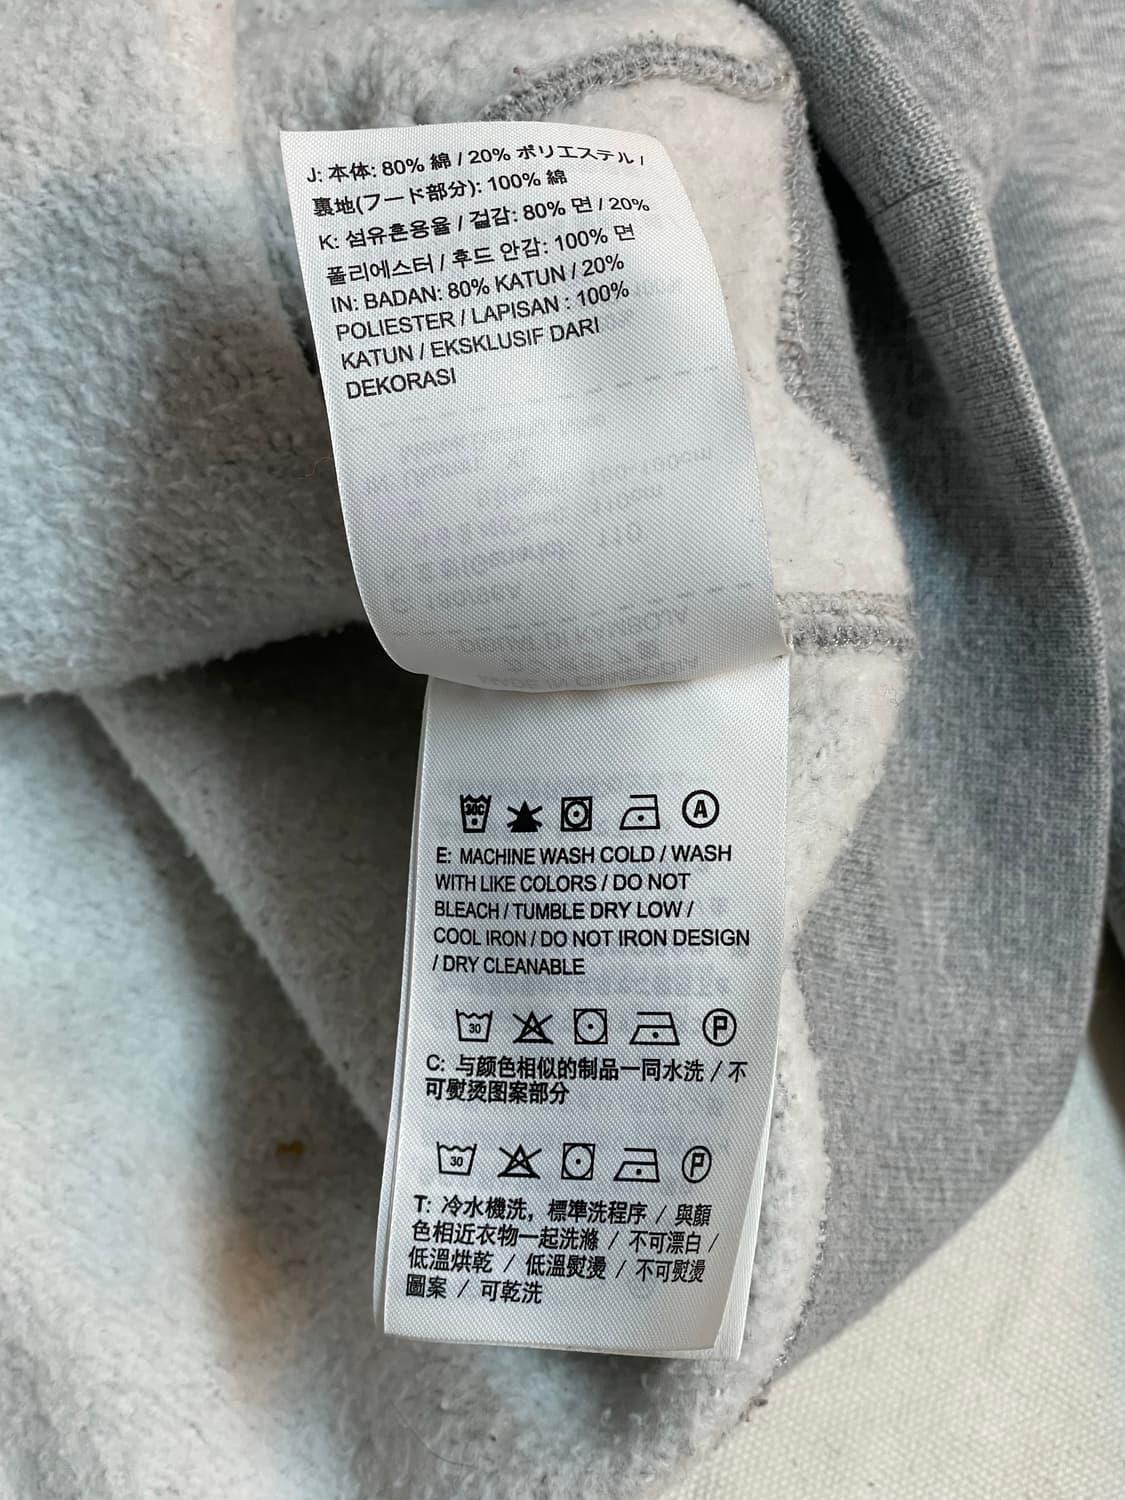 J: 本体: 80% 綿 / 20% ポリエステル /
裏地(フード部分): 100% 綿
K: 섬유혼용율 / 겉감: 80% 면 / 20%
폴리에스터 / 후드 안감: 100% 면
IN: BADAN: 80% KATUN / 20%
POLIESTER / LAPISAN : 100%
KATUN / EKSKLUSIF DARI
DEKORASI
30C A
E: MACHINE WASH COLD / WASH
WITH LIKE COLORS / DO NOT
BLEACH / TUMBLE DRY LOW /
COOL IRON / DO NOT IRON DESIGN
/ DRY CLEANABLE
30 P
C: 与颜色相似的制品一同水洗 / 不
可熨烫图案部分
30 P
T: 冷水機洗，標準洗程序 / 與顏
色相近衣物一起洗滌 / 不可漂白 /
低溫烘乾 / 低溫熨燙 / 不可熨燙
圖案 / 可乾洗